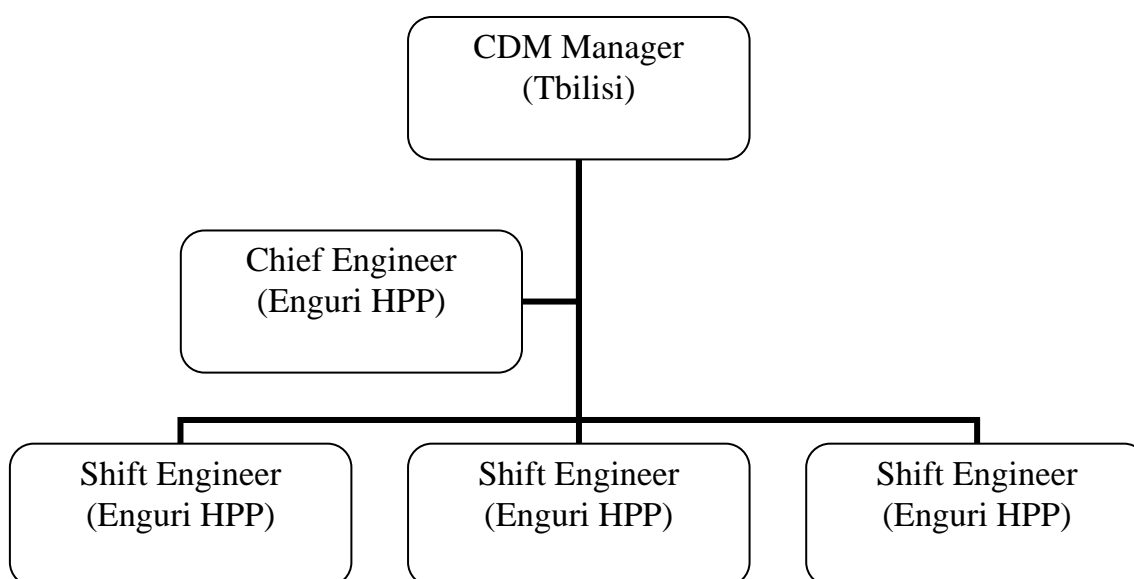 CDM Manager
(Tbilisi)
Chief Engineer
(Enguri HPP)
Shift Engineer
(Enguri HPP)
Shift Engineer
(Enguri HPP)
Shift Engineer
(Enguri HPP)